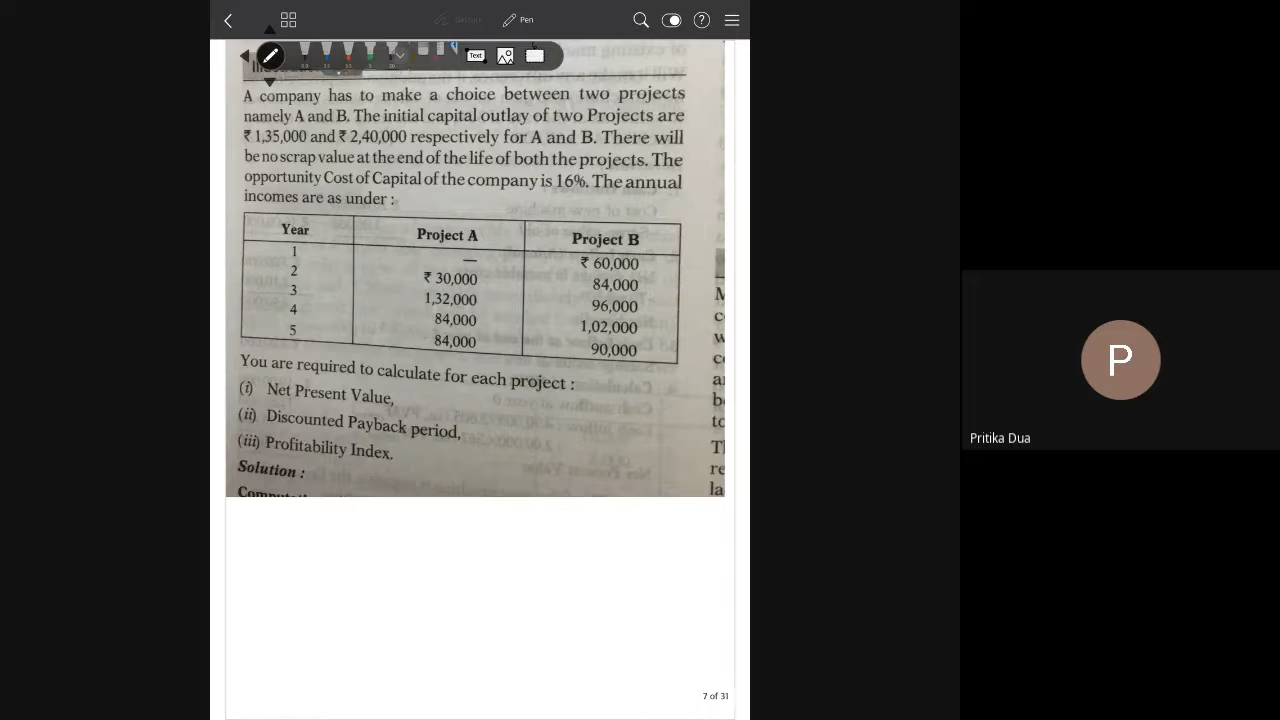 Pen
?
Text
A company has to make a choice between two projects
namely A and B. The initial capital outlay of two Projects are
₹ 1,35,000 and ₹ 2,40,000 respectively for A and B. There will
be no scrap value at the end of the life of both the projects. The
opportunity Cost of Capital of the company is 16%. The annual
incomes are as under :
Year Project A Project B
1 — ₹ 60,000
2 ₹ 30,000 84,000
3 1,32,000 96,000
4 84,000 1,02,000
5 84,000 90,000
You are required to calculate for each project :
(i) Net Present Value,
(ii) Discounted Payback period,
(iii) Profitability Index.
Solution :
7 of 31
P
Pritika Dua